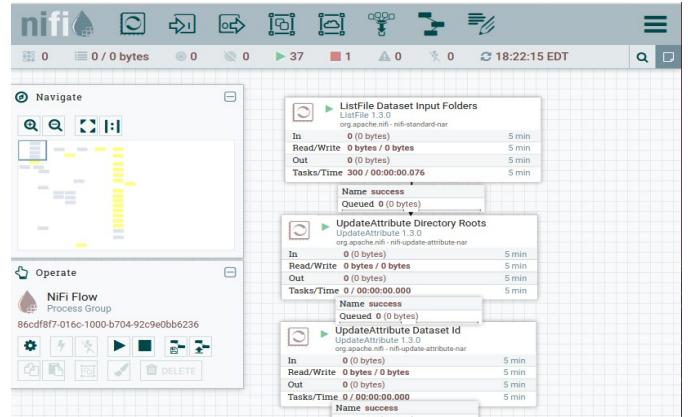 nifi
0 0 / 0 bytes 0 0 37 1 0 0 18:22:15 EDT
Navigate
NiFi Flow
Operate
Process Group
86cdf8f7-016c-1000-b704-92c9e0bb6236
DELETE
ListFile Dataset Input Folders
ListFile 1.3.0
org.apache.nifi - nifi-standard-nar
In 0 (0 bytes) 5 min
Read/Write 0 bytes / 0 bytes 5 min
Out 0 (0 bytes) 5 min
Tasks/Time 300 / 00:00:00.076 5 min
Name success
Queued 0 (0 bytes)
UpdateAttribute Directory Roots
UpdateAttribute 1.3.0
org.apache.nifi - nifi-update-attribute-nar
In 0 (0 bytes) 5 min
Read/Write 0 bytes / 0 bytes 5 min
Out 0 (0 bytes) 5 min
Tasks/Time 0 / 00:00:00.000 5 min
Name success
Queued 0 (0 bytes)
UpdateAttribute Dataset Id
UpdateAttribute 1.3.0
org.apache.nifi - nifi-update-attribute-nar
In 0 (0 bytes) 5 min
Read/Write 0 bytes / 0 bytes 5 min
Out 0 (0 bytes) 5 min
Tasks/Time 0 / 00:00:00.000 5 min
Name success